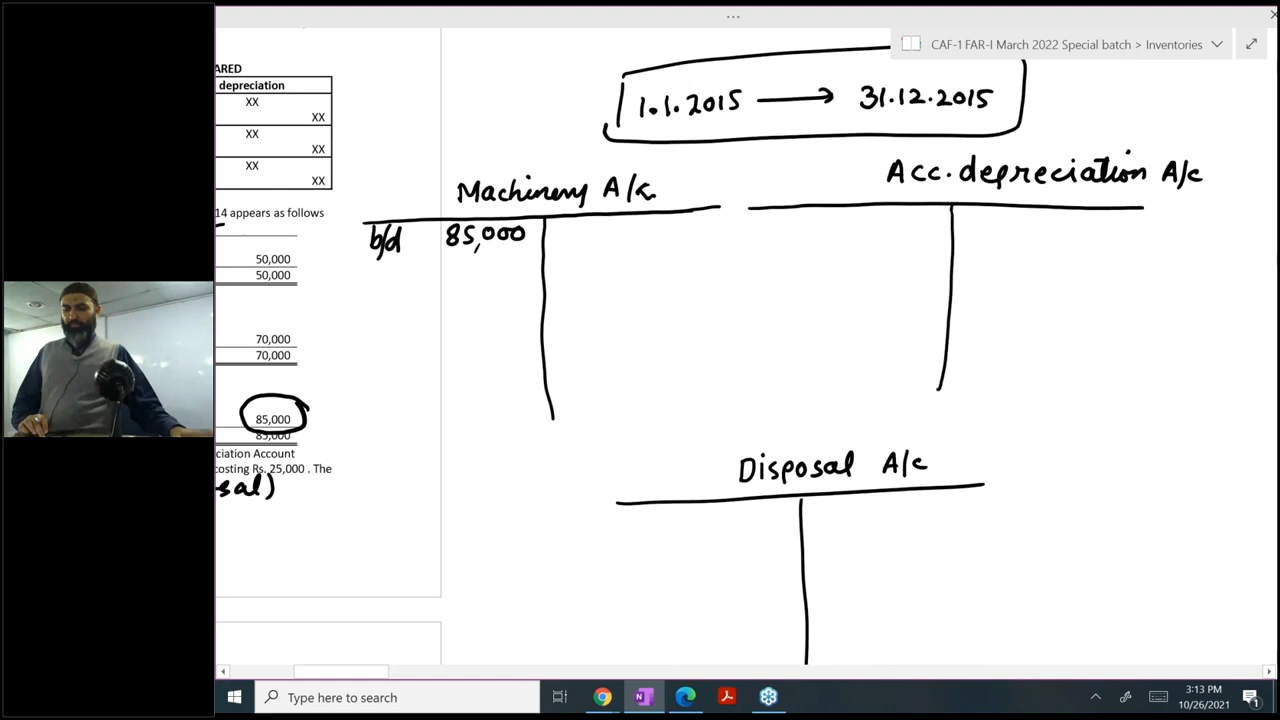 ...
CAF-1 FAR-I March 2022 Special batch > Inventories
ARED
depreciation
XX
XX
XX
XX
XX
XX
14 appears as follows
50,000
50,000
70,000
70,000
85,000
85,000
ciation Account
costing Rs. 25,000 . The
sal)
1.1.2015 → 31.12.2015
Machinery A/c
b/d 85,000
Acc. depreciation A/c
Disposal A/c
Type here to search
3:13 PM
10/26/2021
1